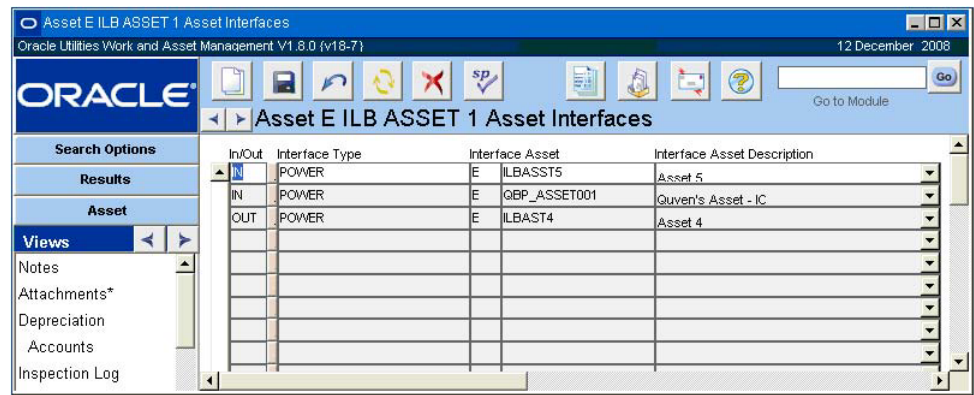 Asset E ILB ASSET 1 Asset Interfaces
Oracle Utilities Work and Asset Management V1.8.0 (v18-7) 12 December 2008
ORACLE
sp
Go
Go to Module
Asset E ILB ASSET 1 Asset Interfaces
Search Options
Results
Asset
Views
Notes
Attachments*
Depreciation
Accounts
Inspection Log
In/Out Interface Type Interface Asset Interface Asset Description
IN POWER E ILBASST5 Asset 5
IN POWER E QBP_ASSET001 Quven's Asset - IC
OUT POWER E ILBAST4 Asset 4